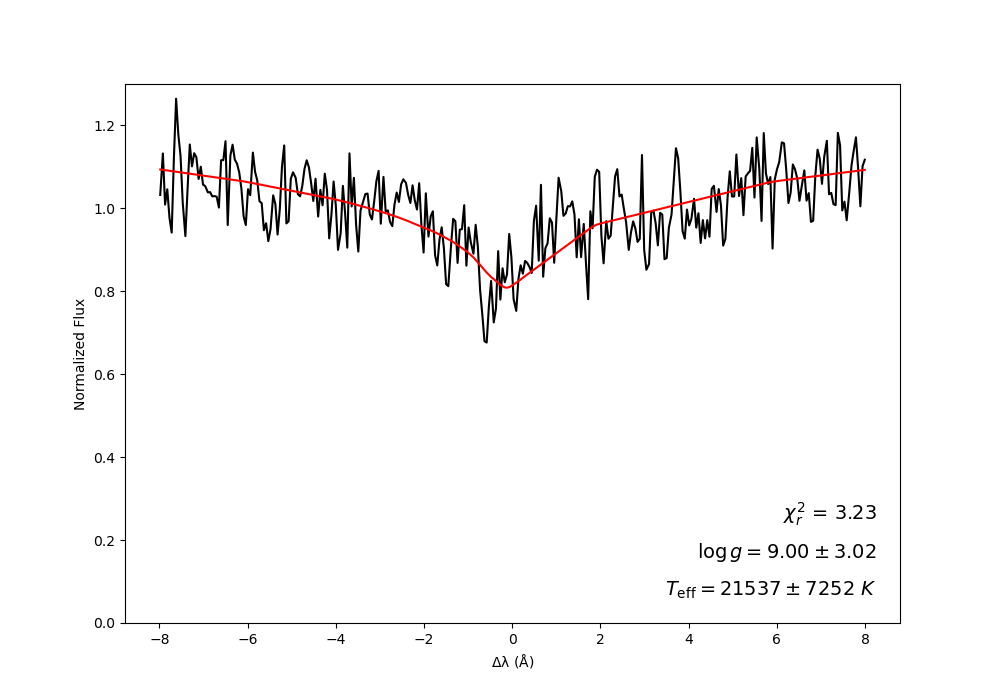 1.2
1.0
0.8
0.6
0.4
0.2
0.0
Normalized Flux
χ²ᵣ = 3.23
log g = 9.00 ± 3.02
T_eff = 21537 ± 7252 K
−8 −6 −4 −2 0 2 4 6 8
Δλ (Å)